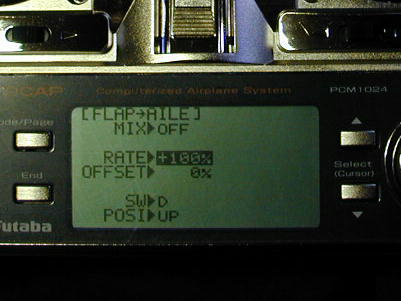 Computerized Airplane System
PCM1024
[FLAP→AILE]
MIX▶OFF
RATE▶+100%
OFFSET▶ 0%
SW▶D
POSI▶UP
ode/Page
End
Select
(Cursor)
Futaba